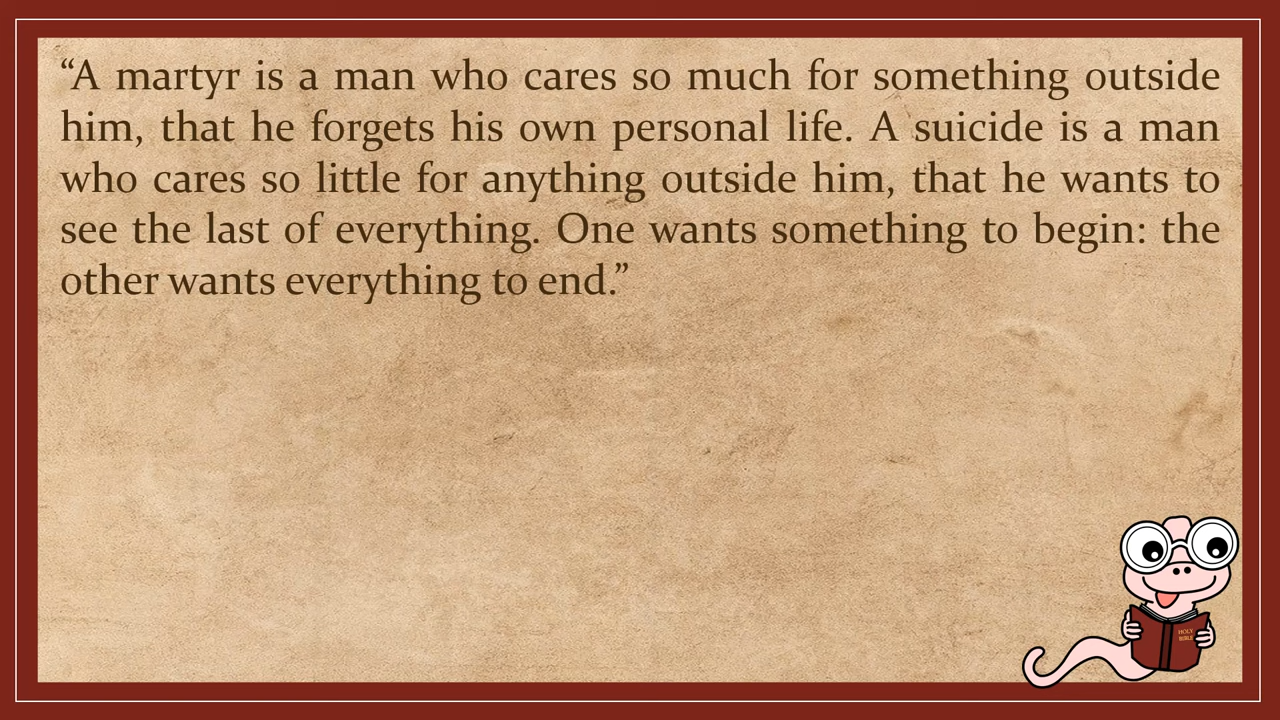 “A martyr is a man who cares so much for something outside
him, that he forgets his own personal life. A suicide is a man
who cares so little for anything outside him, that he wants to
see the last of everything. One wants something to begin: the
other wants everything to end.”
HOLY
BIBLE